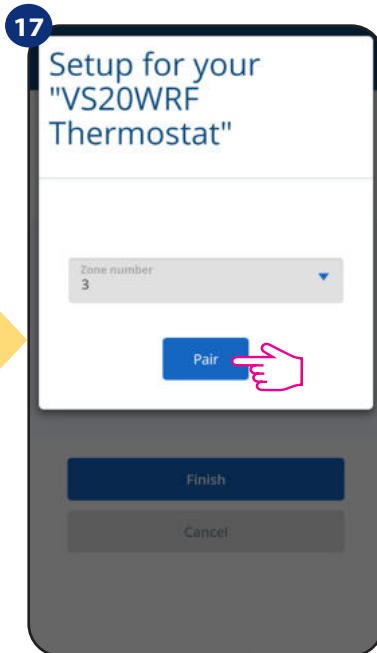 17
Setup for your
"VS20WRF
Thermostat"
Zone number
3
Pair
Finish
Cancel